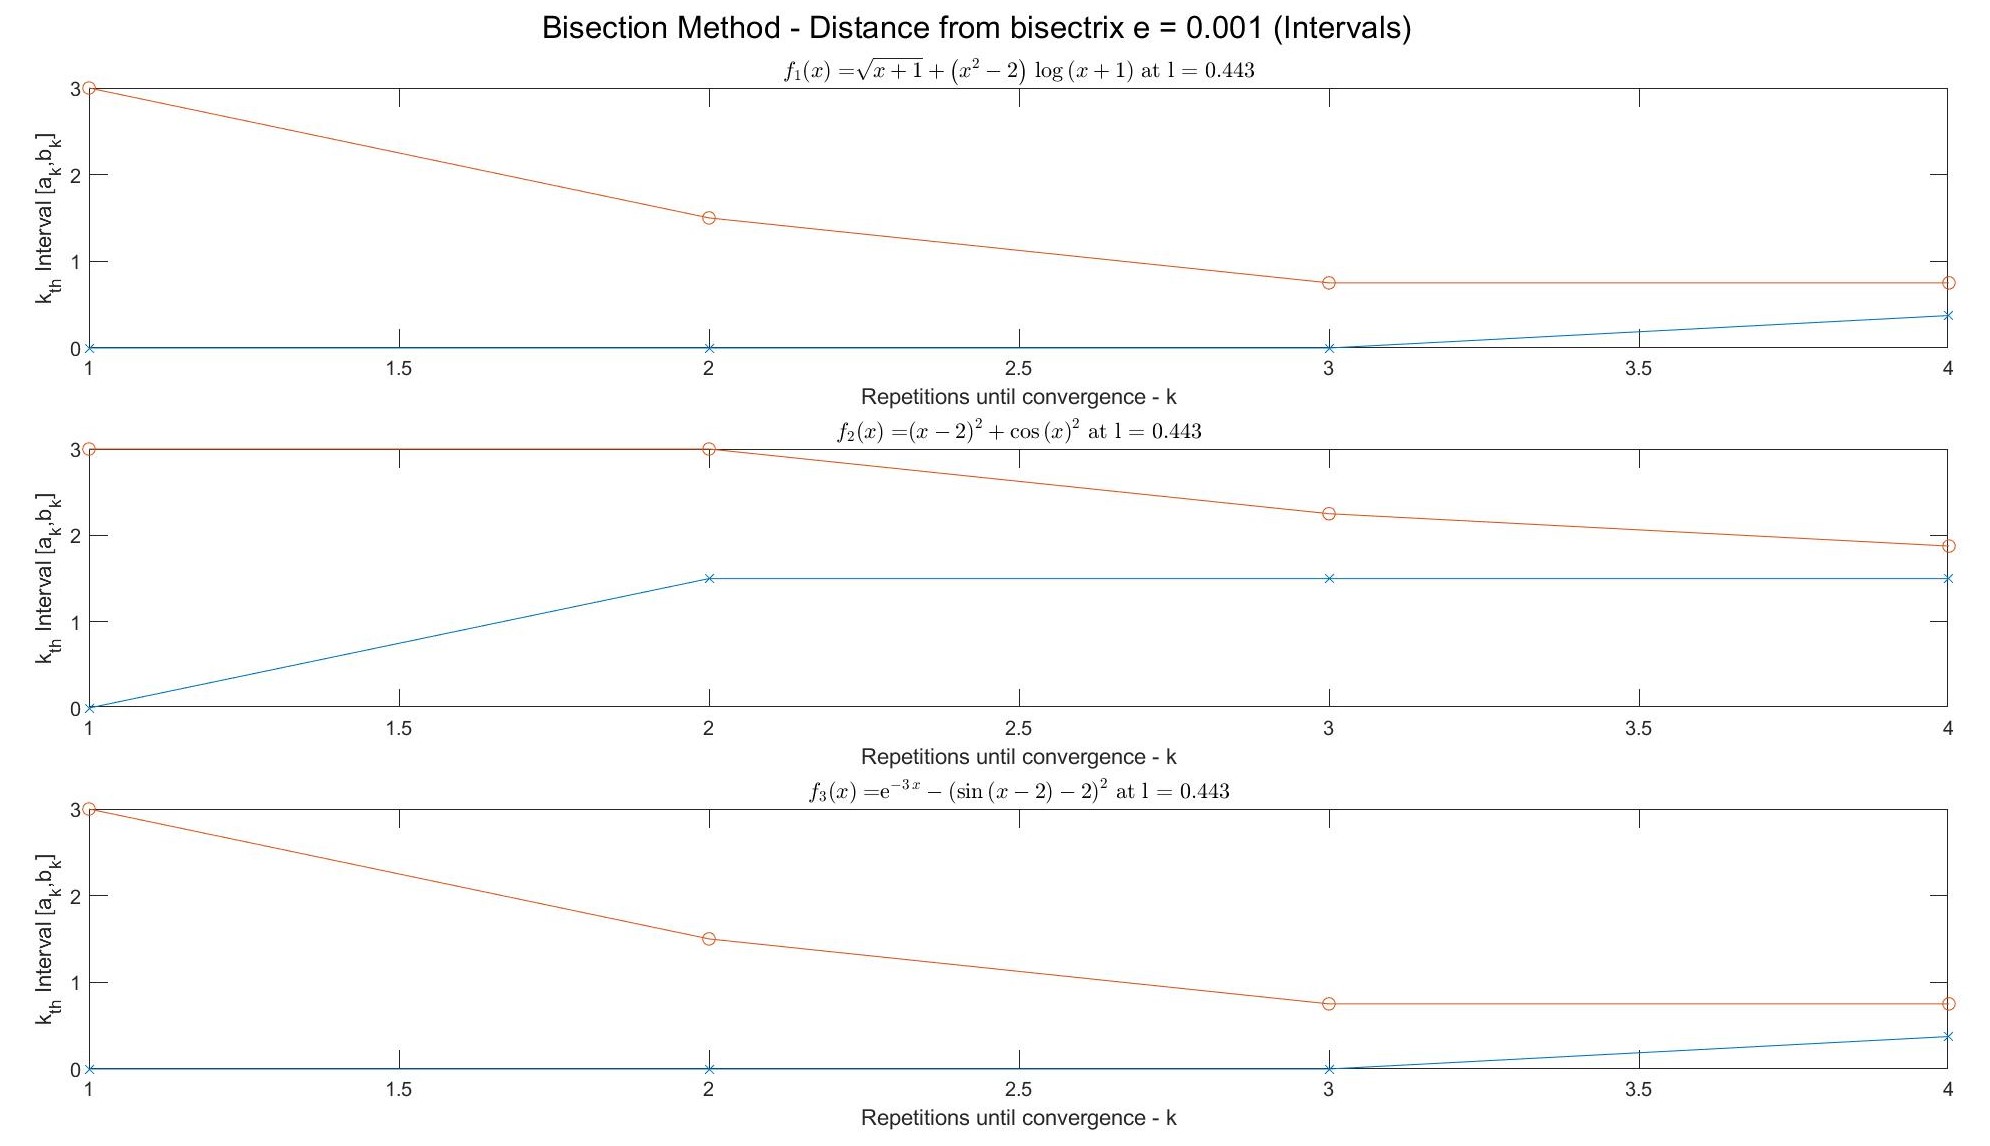 Bisection Method - Distance from bisectrix e = 0.001 (Intervals)
f₁(x) =√(x + 1) + (x² − 2) log (x + 1) at l = 0.443
3
2
1
0
k_th Interval [a_k,b_k]
1 1.5 2 2.5 3 3.5 4
Repetitions until convergence - k
f₂(x) =(x − 2)² + cos (x)² at l = 0.443
3
2
1
0
k_th Interval [a_k,b_k]
1 1.5 2 2.5 3 3.5 4
Repetitions until convergence - k
f₃(x) =e⁻³ˣ − (sin (x − 2) − 2)² at l = 0.443
3
2
1
0
k_th Interval [a_k,b_k]
1 1.5 2 2.5 3 3.5 4
Repetitions until convergence - k